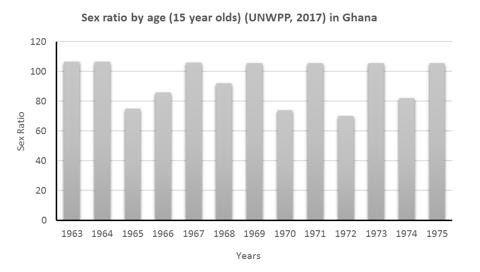 Sex ratio by age (15 year olds) (UNWPP, 2017) in Ghana
120
100
80
60
40
20
0
Sex Ratio
1963 1964 1965 1966 1967 1968 1969 1970 1971 1972 1973 1974 1975
Years